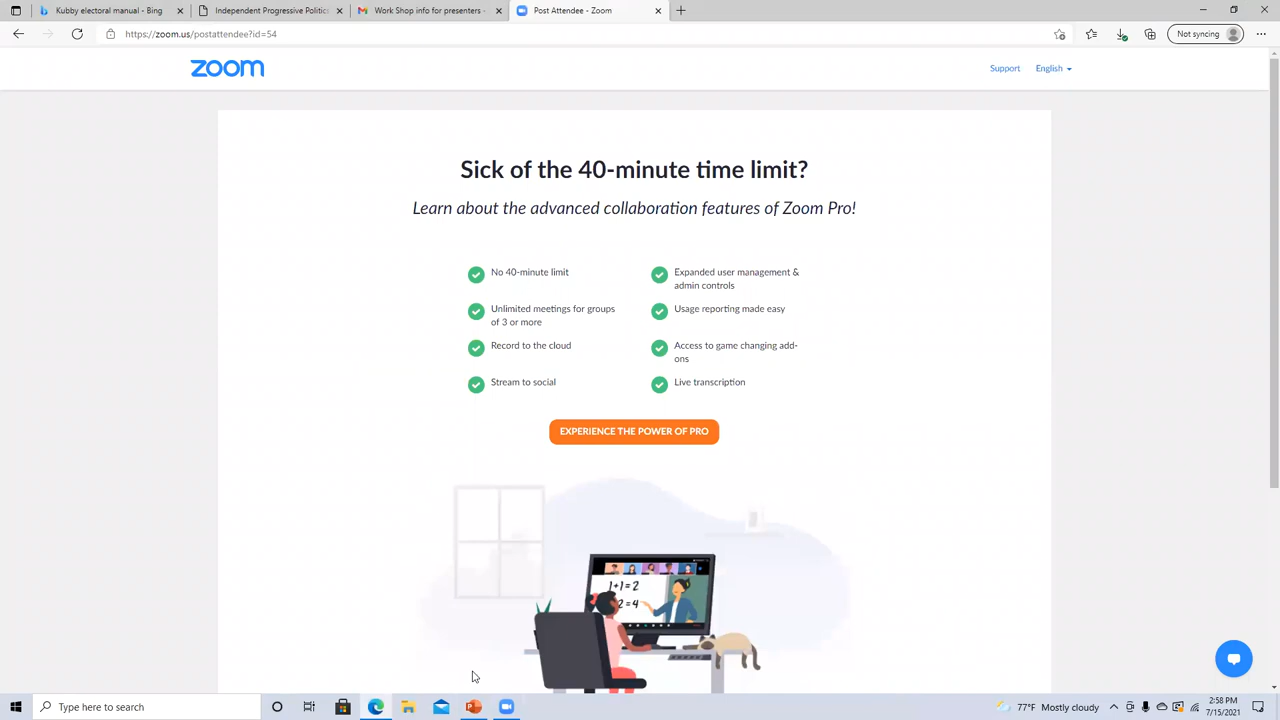 Kubby electoral manual - Bing
Independent Progressive Politic
Work Shop info for presenters -
Post Attendee - Zoom
https://zoom.us/postattendee?id=54
Not syncing
zoom
Support
English
Sick of the 40-minute time limit?
Learn about the advanced collaboration features of Zoom Pro!
No 40-minute limit
Expanded user management &
admin controls
Unlimited meetings for groups
of 3 or more
Usage reporting made easy
Record to the cloud
Access to game changing add-
ons
Stream to social
Live transcription
EXPERIENCE THE POWER OF PRO
1+1=2
2=4
Type here to search
77°F Mostly cloudy
2:58 PM
7/15/2021